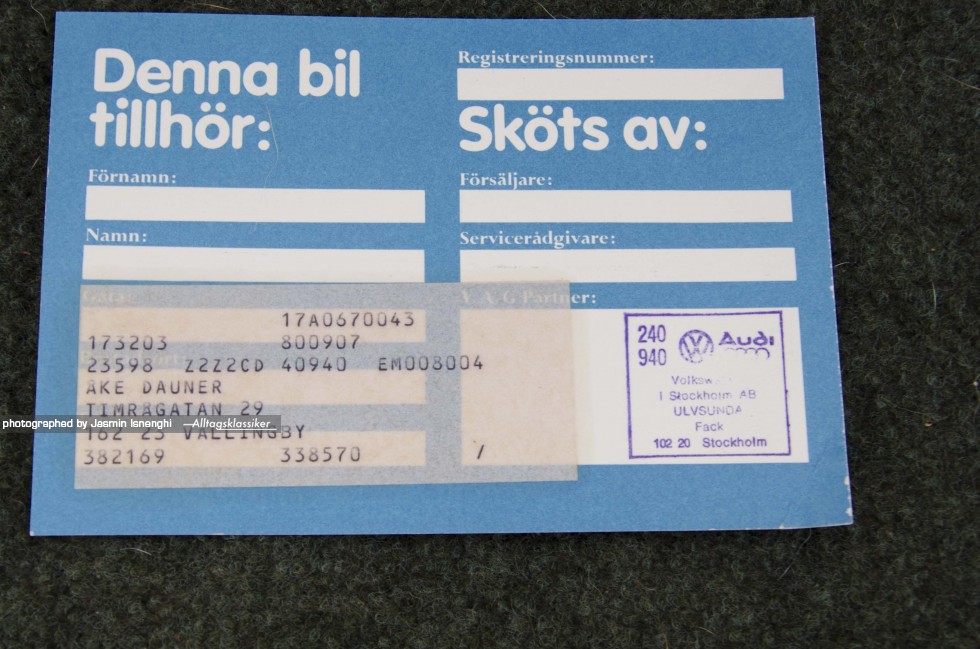 Denna bil
tillhör:
Förnamn:
Namn:
Gata:
Registreringsnummer:
Sköts av:
Försäljare:
Servicerådgivare:
V.A.G Partner:
17A0670043
173203 800907
23598 Z2Z2CD 40940 EM008004
ÅKE DAUNER
TIMRÅGATAN 29
162 23 VÄLLINGBY
382169 338570 /
240
940
Audi
i Stockholm AB
ULVSUNDA
Fack
102 20 Stockholm
photographed by Jasmin Isnenghi —Alltagsklassiker